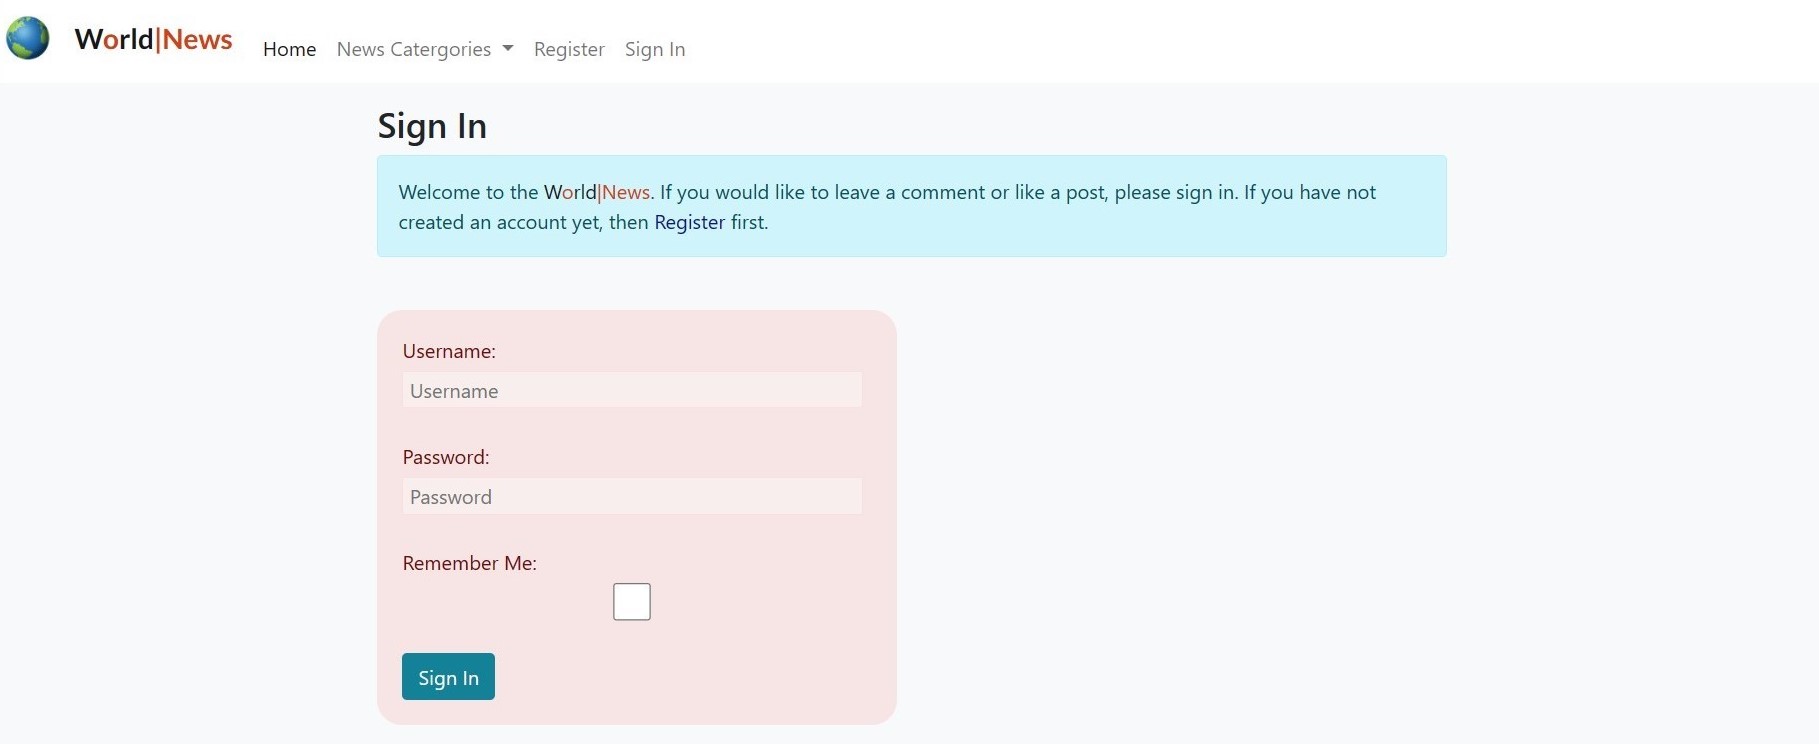 World|News Home News Catergories Register Sign In
Sign In
Welcome to the World|News. If you would like to leave a comment or like a post, please sign in. If you have not
created an account yet, then Register first.
Username:
Username
Password:
Password
Remember Me:
Sign In